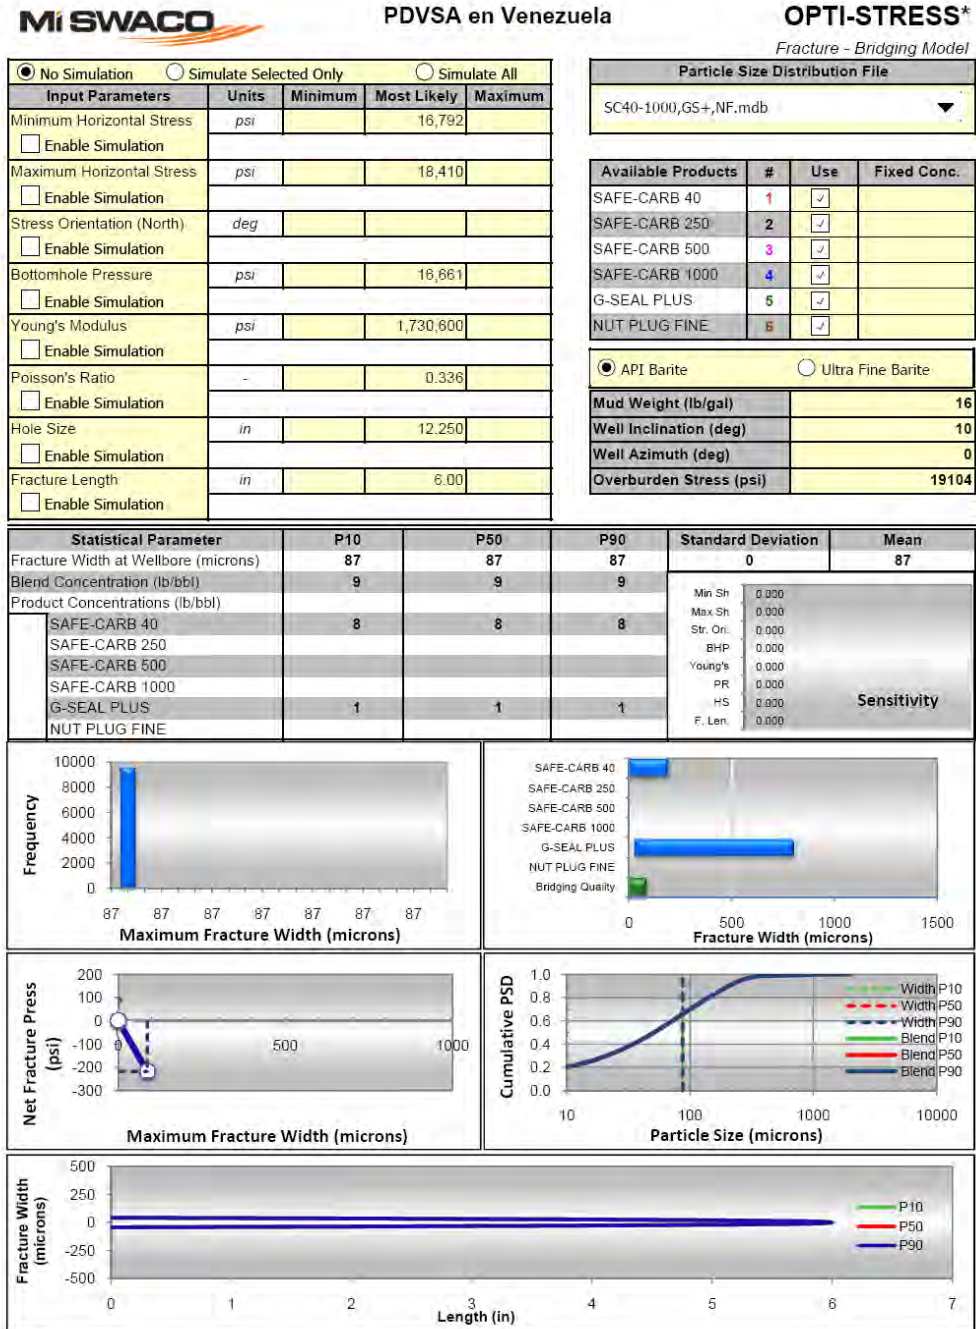 Mi SWACO
PDVSA en Venezuela
OPTI-STRESS*
Fracture - Bridging Model
No Simulation Simulate Selected Only Simulate All
Input Parameters Units Minimum Most Likely Maximum
Minimum Horizontal Stress psi 16,792
Enable Simulation
Maximum Horizontal Stress psi 18,410
Enable Simulation
Stress Orientation (North) deg
Enable Simulation
Bottomhole Pressure psi 16,661
Enable Simulation
Young's Modulus psi 1,730,600
Enable Simulation
Poisson's Ratio - 0.336
Enable Simulation
Hole Size in 12.250
Enable Simulation
Fracture Length in 6.00
Enable Simulation
Particle Size Distribution File
SC40-1000,GS+,NF.mdb
Available Products # Use Fixed Conc.
SAFE-CARB 40 1
SAFE-CARB 250 2
SAFE-CARB 500 3
SAFE-CARB 1000 4
G-SEAL PLUS 5
NUT PLUG FINE 6
API Barite Ultra Fine Barite
Mud Weight (lb/gal) 16
Well Inclination (deg) 10
Well Azimuth (deg) 0
Overburden Stress (psi) 19104
Statistical Parameter P10 P50 P90 Standard Deviation Mean
Fracture Width at Wellbore (microns) 87 87 87 0 87
Blend Concentration (lb/bbl) 9 9 9
Product Concentrations (lb/bbl)
SAFE-CARB 40 8 8 8
SAFE-CARB 250
SAFE-CARB 500
SAFE-CARB 1000
G-SEAL PLUS 1 1 1
NUT PLUG FINE
Min Sh 0.000
Max Sh 0.000
Str. Ori. 0.000
BHP 0.000
Young's 0.000
PR 0.000
HS 0.000
F. Len. 0.000
Sensitivity
Frequency
10000
8000
6000
4000
2000
0
87 87 87 87 87 87 87
Maximum Fracture Width (microns)
SAFE-CARB 40
SAFE-CARB 250
SAFE-CARB 500
SAFE-CARB 1000
G-SEAL PLUS
NUT PLUG FINE
Bridging Quality
0 500 1000 1500
Fracture Width (microns)
Net Fracture Press
(psi)
200
100
0
-100
-200
-300
0 500 1000
Maximum Fracture Width (microns)
Cumulative PSD
1.0
0.8
0.6
0.4
0.2
0.0
Width P10
Width P50
Width P90
Blend P10
Blend P50
Blend P90
10 100 1000 10000
Particle Size (microns)
Fracture Width
(microns)
500
250
0
-250
-500
P10
P50
P90
0 1 2 3 4 5 6 7
Length (in)